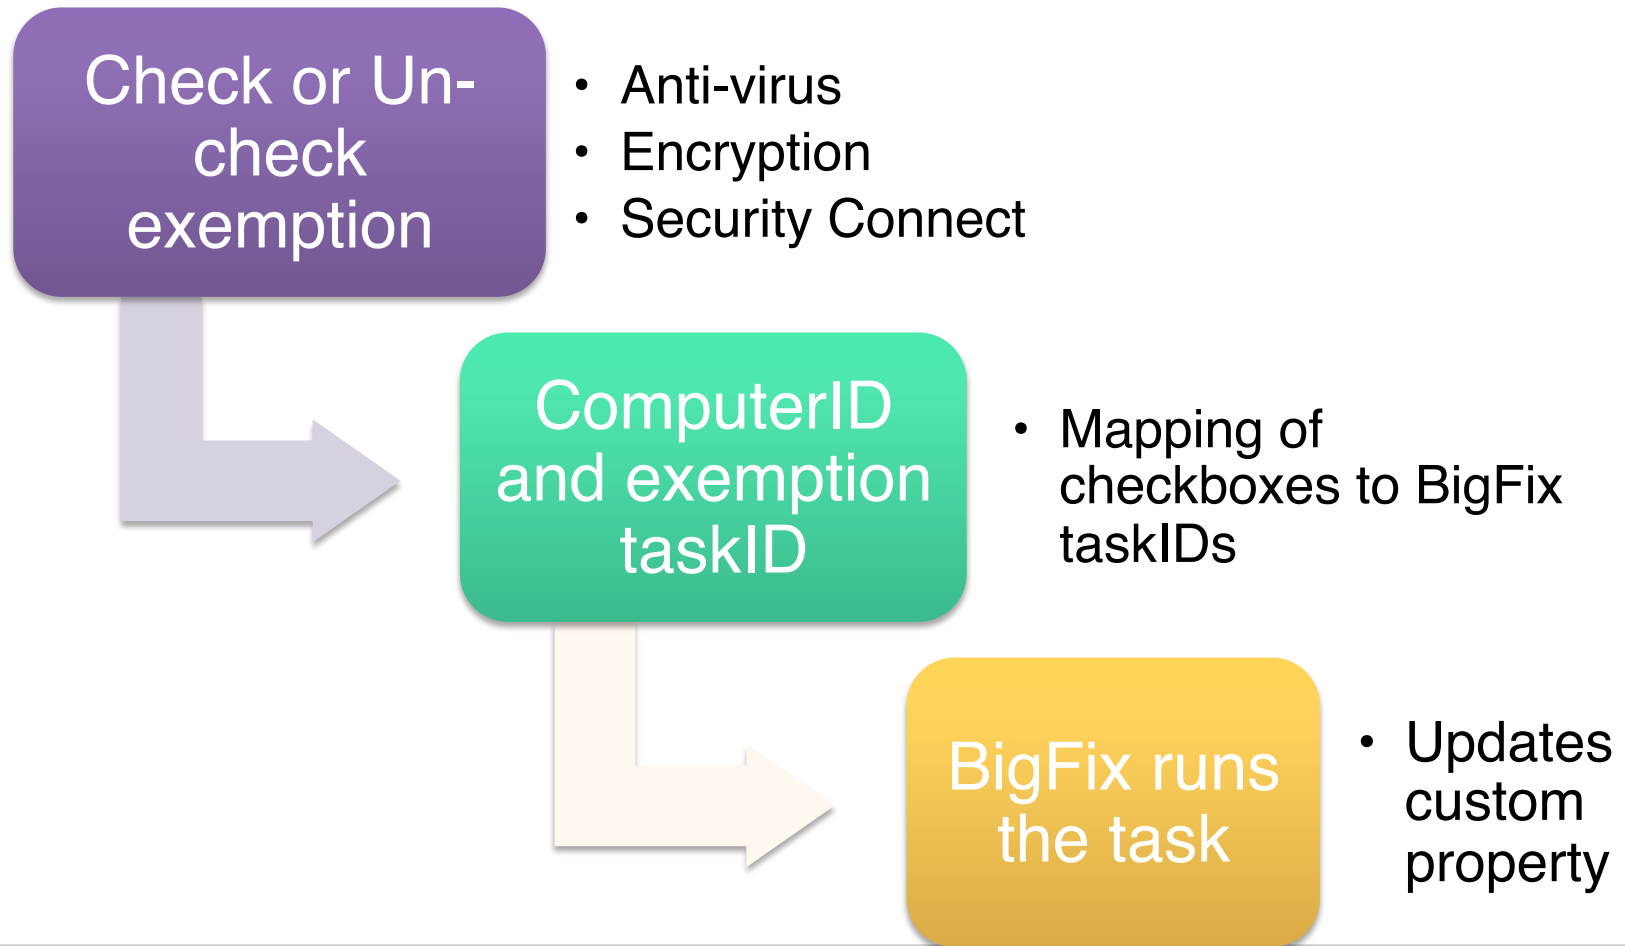 Check or Un-
check
exemption
• Anti-virus
• Encryption
• Security Connect
ComputerID
and exemption
taskID
• Mapping of
checkboxes to BigFix
taskIDs
BigFix runs
the task
• Updates
custom
property